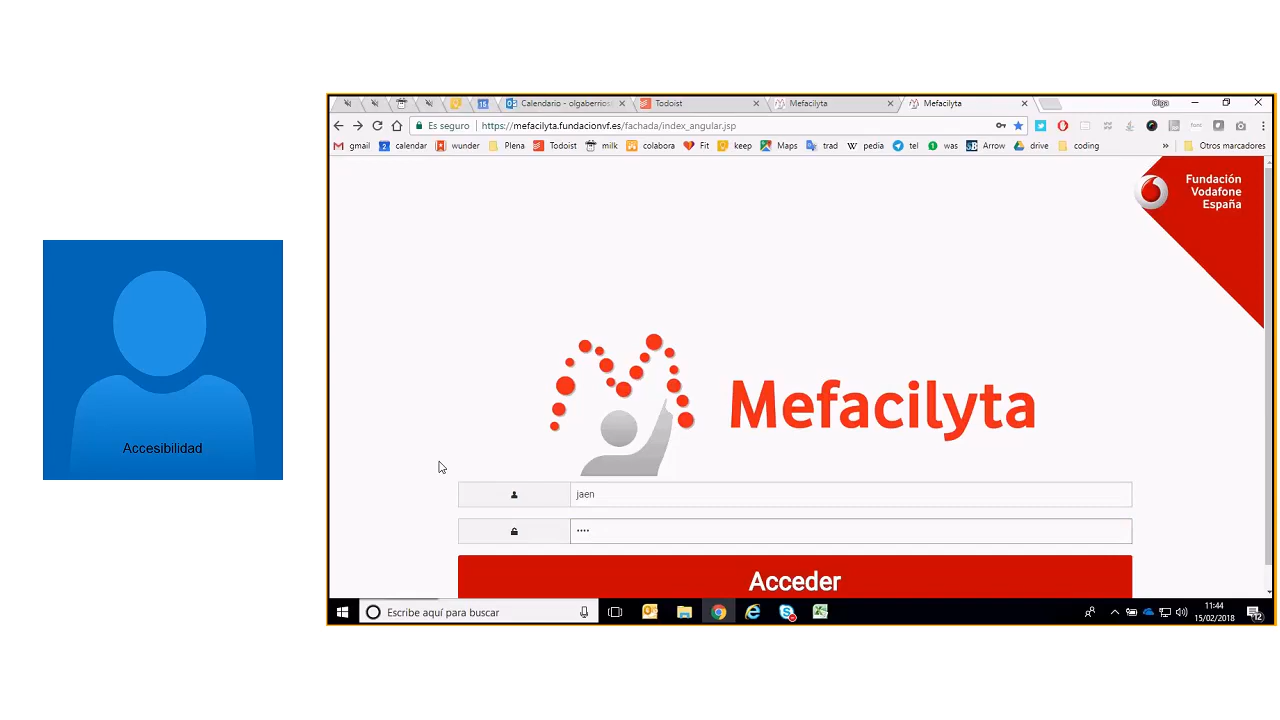 Accesibilidad
Calendario - olgaberrios
Todoist
Mefacilyta
Mefacilyta
Olga
Es seguro
https://mefacilyta.fundacionvf.es/fachada/index_angular.jsp
gmail
calendar
wunder
Plena
Todoist
milk
colabora
Fit
keep
Maps
trad
pedia
tel
was
Arrow
drive
coding
Otros marcadores
Fundación
Vodafone
España
Mefacilyta
jaen
••••
Acceder
Escribe aquí para buscar
11:44
15/02/2018
12